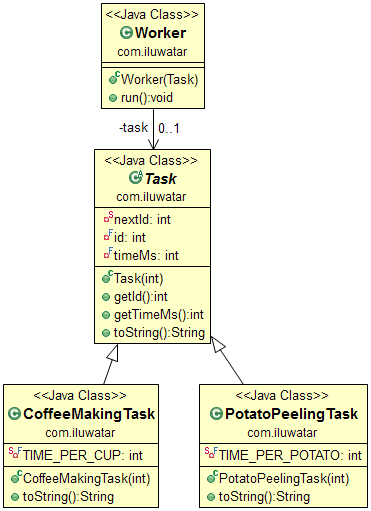 <<Java Class>>
Worker
com.iluwatar
Worker(Task)
run():void
-task 0..1
<<Java Class>>
Task
com.iluwatar
nextId: int
id: int
timeMs: int
Task(int)
getId():int
getTimeMs():int
toString():String
<<Java Class>>
CoffeeMakingTask
com.iluwatar
TIME_PER_CUP: int
CoffeeMakingTask(int)
toString():String
<<Java Class>>
PotatoPeelingTask
com.iluwatar
TIME_PER_POTATO: int
PotatoPeelingTask(int)
toString():String